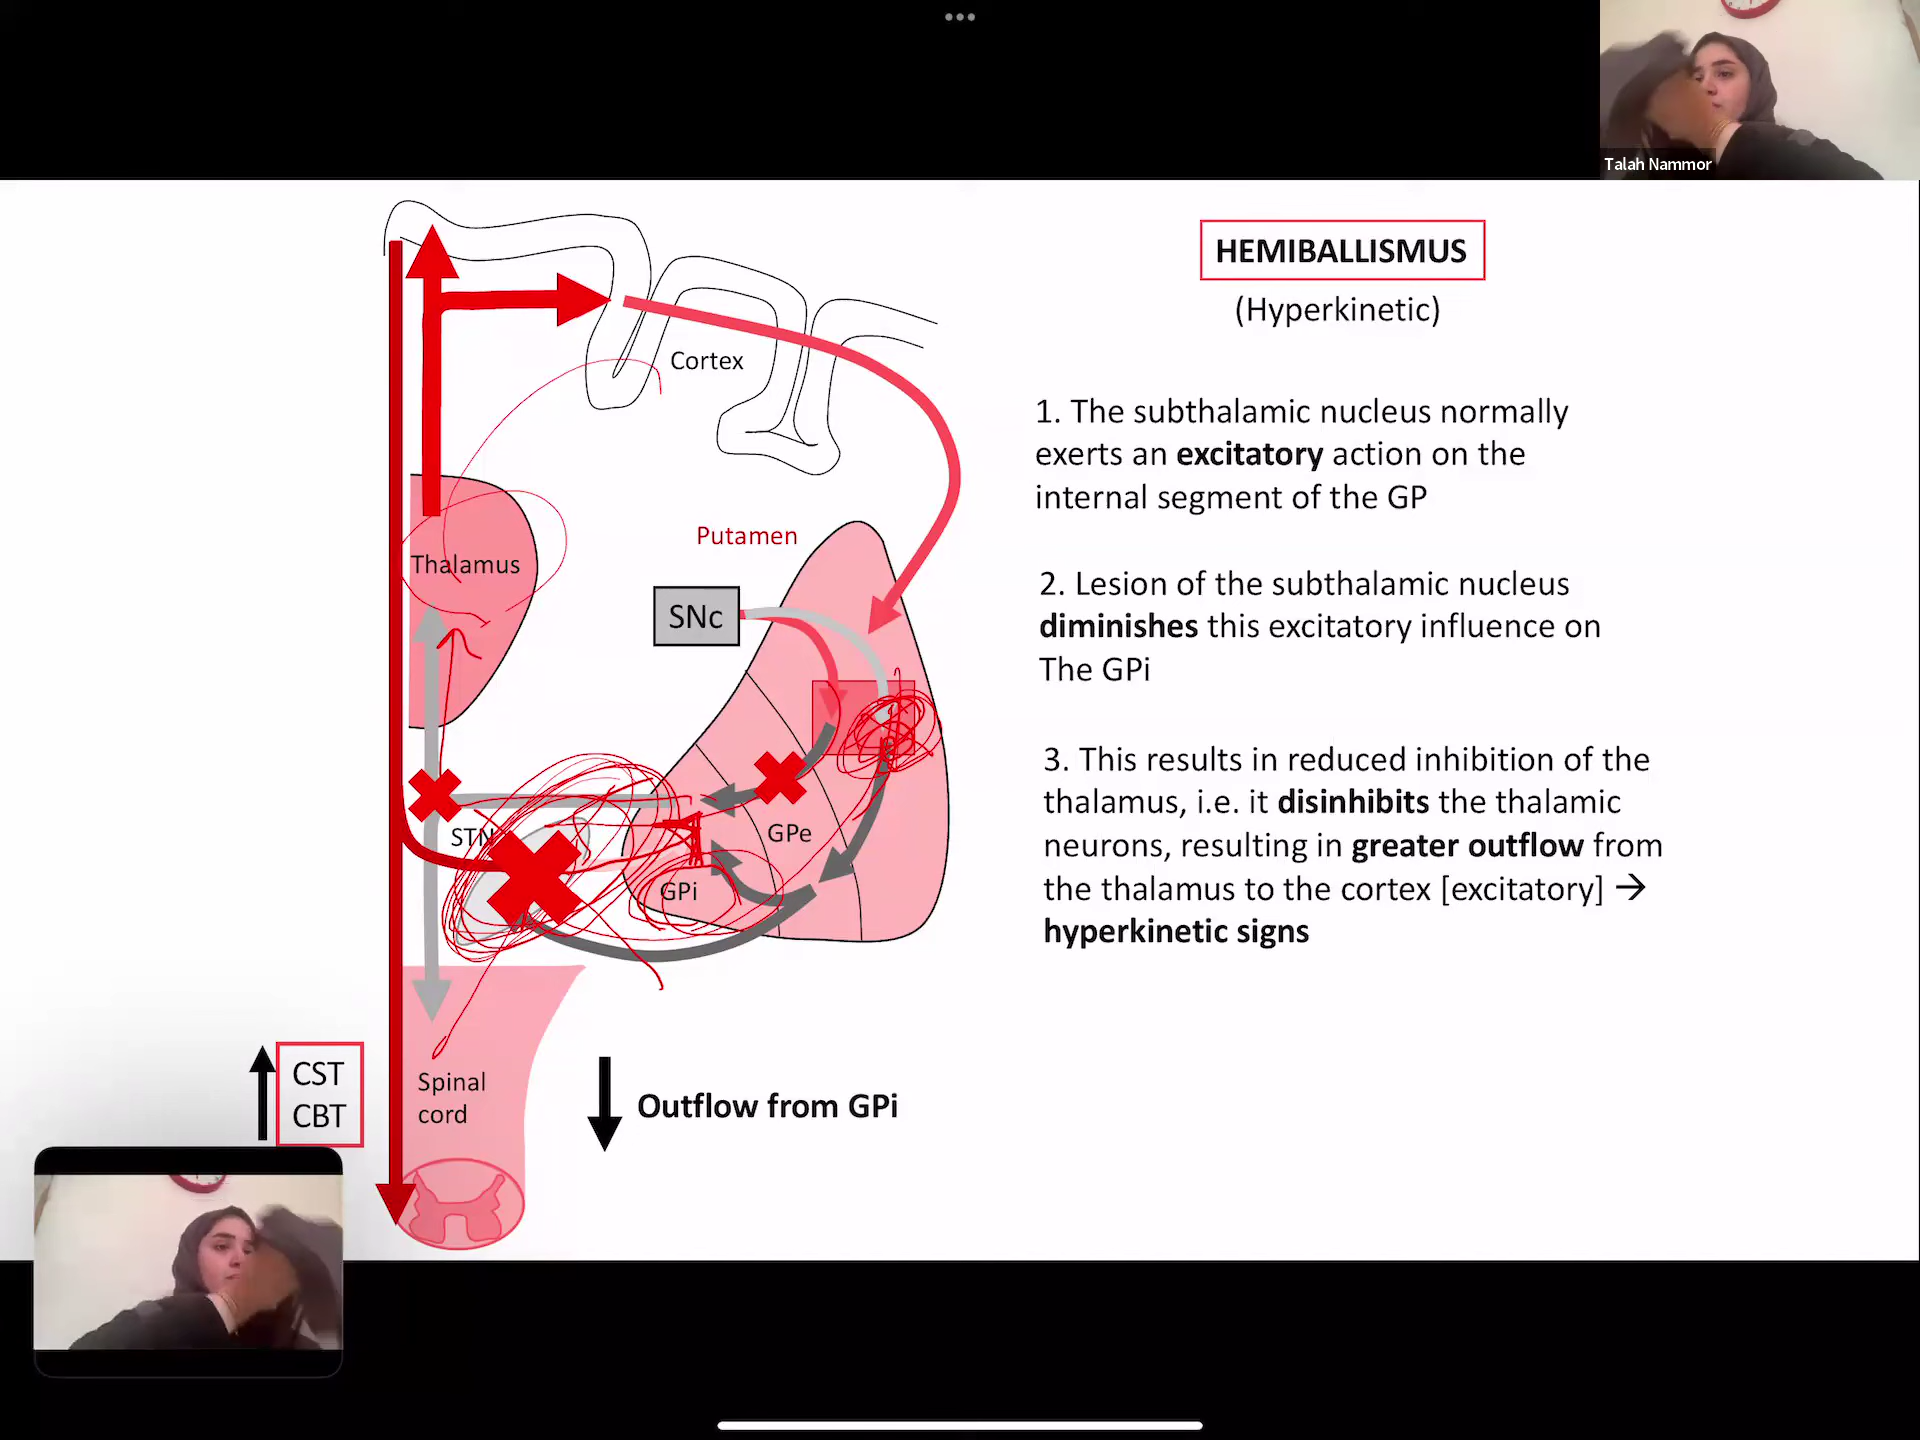 Talah Nammor
HEMIBALLISMUS
(Hyperkinetic)
Cortex
1. The subthalamic nucleus normally
exerts an excitatory action on the
internal segment of the GP
Putamen
Thalamus
SNc
2. Lesion of the subthalamic nucleus
diminishes this excitatory influence on
The GPi
3. This results in reduced inhibition of the
thalamus, i.e. it disinhibits the thalamic
neurons, resulting in greater outflow from
the thalamus to the cortex [excitatory] →
hyperkinetic signs
STN
GPe
GPi
CST
CBT
Spinal
cord
Outflow from GPi